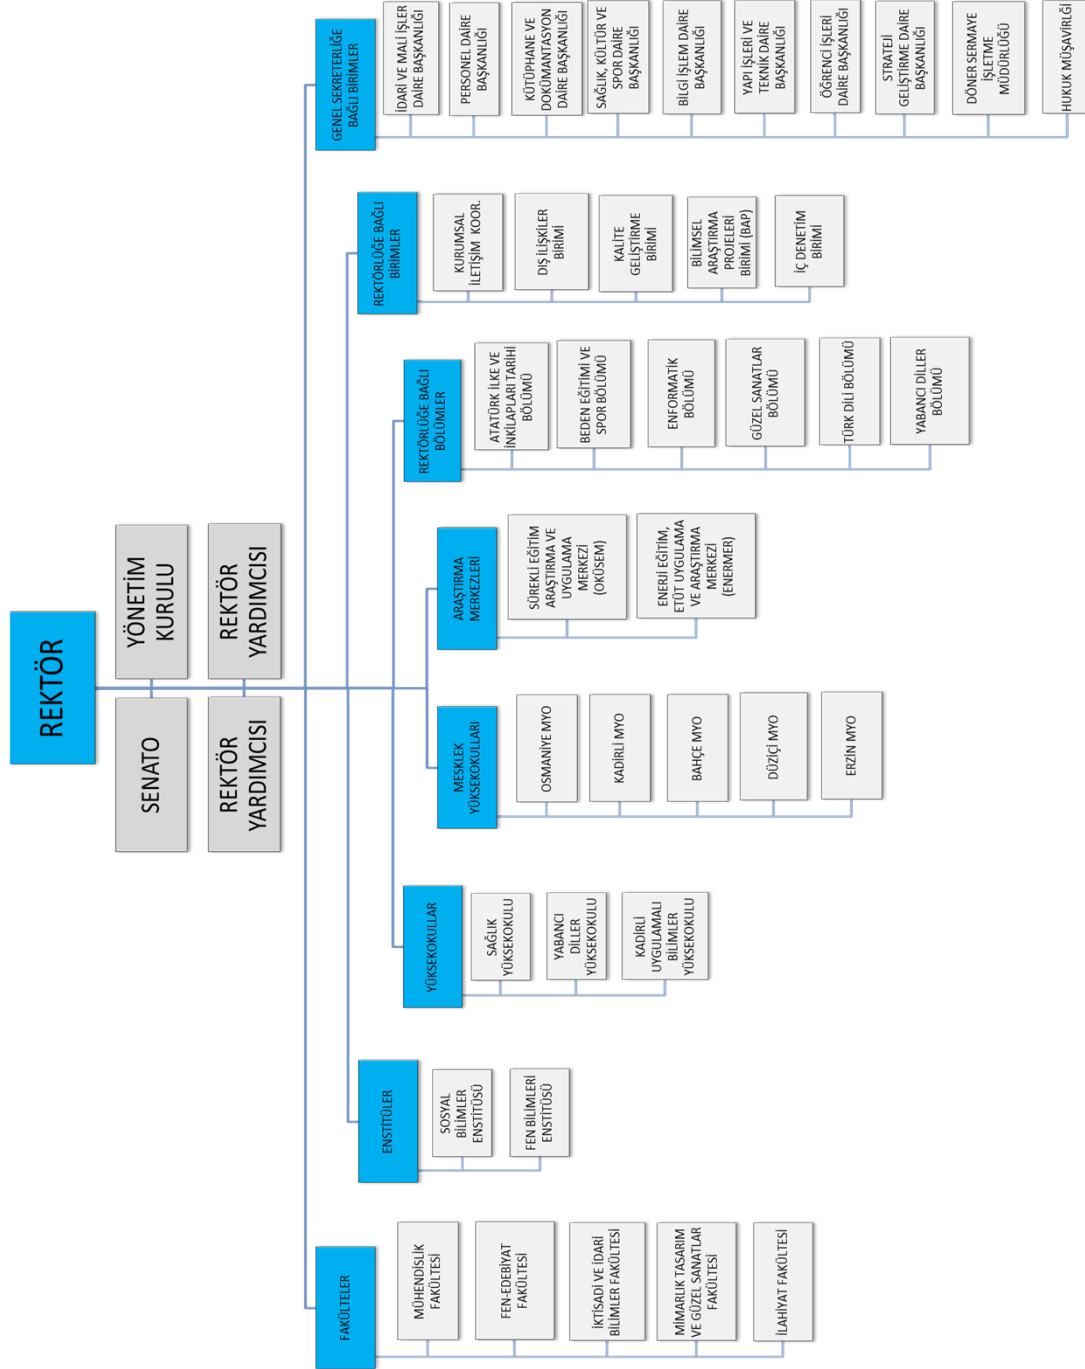 REKTÖR
SENATO
YÖNETİM
KURULU
REKTÖR
YARDIMCISI
REKTÖR
YARDIMCISI
FAKÜLTELER
MÜHENDİSLİK
FAKÜLTESİ
FEN-EDEBİYAT
FAKÜLTESİ
İKTİSADİ VE İDARİ
BİLİMLER FAKÜLTESİ
MİMARLIK TASARIM
VE GÜZEL SANATLAR
FAKÜLTESİ
İLAHİYAT FAKÜLTESİ
ENSTİTÜLER
SOSYAL
BİLİMLER
ENSTİTÜSÜ
FEN BİLİMLERİ
ENSTİTÜSÜ
YÜKSEKOKULLAR
SAĞLIK
YÜKSEKOKULU
YABANCI
DİLLER
YÜKSEKOKULU
KADİRLİ
UYGULAMALI
BİLİMLER
YÜKSEKOKULU
MESKLEK
YÜKSEKOKULLARI
OSMANİYE MYO
KADİRLİ MYO
BAHÇE MYO
DÜZİÇİ MYO
ERZİN MYO
ARAŞTIRMA
MERKEZLERİ
SÜREKLİ EĞİTİM
ARAŞTIRMA VE
UYGULAMA
MERKEZİ
(OKÜSEM)
ENERJİ EĞİTİM,
ETÜT UYGULAMA
VE ARAŞTIRMA
MERKEZİ
(ENERMER)
REKTÖRLÜĞE BAĞLI
BÖLÜMLER
ATATÜRK İLKE VE
İNKİLAPLARI TARİHİ
BÖLÜMÜ
BEDEN EĞİTİMİ VE
SPOR BÖLÜMÜ
ENFORMATİK
BÖLÜMÜ
GÜZEL SANATLAR
BÖLÜMÜ
TÜRK DİLİ BÖLÜMÜ
YABANCI DİLLER
BÖLÜMÜ
REKTÖRLÜĞE BAĞLI
BİRİMLER
KURUMSAL
İLETİŞİM KOOR.
DIŞ İLİŞKİLER
BİRİMİ
KALİTE
GELİŞTİRME
BİRİMİ
BİLİMSEL
ARAŞTIRMA
PROJELERİ
BİRİMİ (BAP)
İÇ DENETİM
BİRİMİ
GENEL SEKRETERLİĞE
BAĞLI BİRİMLER
İDARİ VE MALİ İŞLER
DAİRE BAŞKANLIĞI
PERSONEL DAİRE
BAŞKANLIĞI
KÜTÜPHANE VE
DOKÜMANTASYON
DAİRE BAŞKANLIĞI
SAĞLIK, KÜLTÜR VE
SPOR DAİRE
BAŞKANLIĞI
BİLGİ İŞLEM DAİRE
BAŞKANLIĞI
YAPI İŞLERİ VE
TEKNİK DAİRE
BAŞKANLIĞI
ÖĞRENCİ İŞLERİ
DAİRE BAŞKANLIĞI
STRATEJİ
GELİŞTİRME DAİRE
BAŞKANLIĞI
DÖNER SERMAYE
İŞLETME
MÜDÜRLÜĞÜ
HUKUK MÜŞAVİRLİĞİ